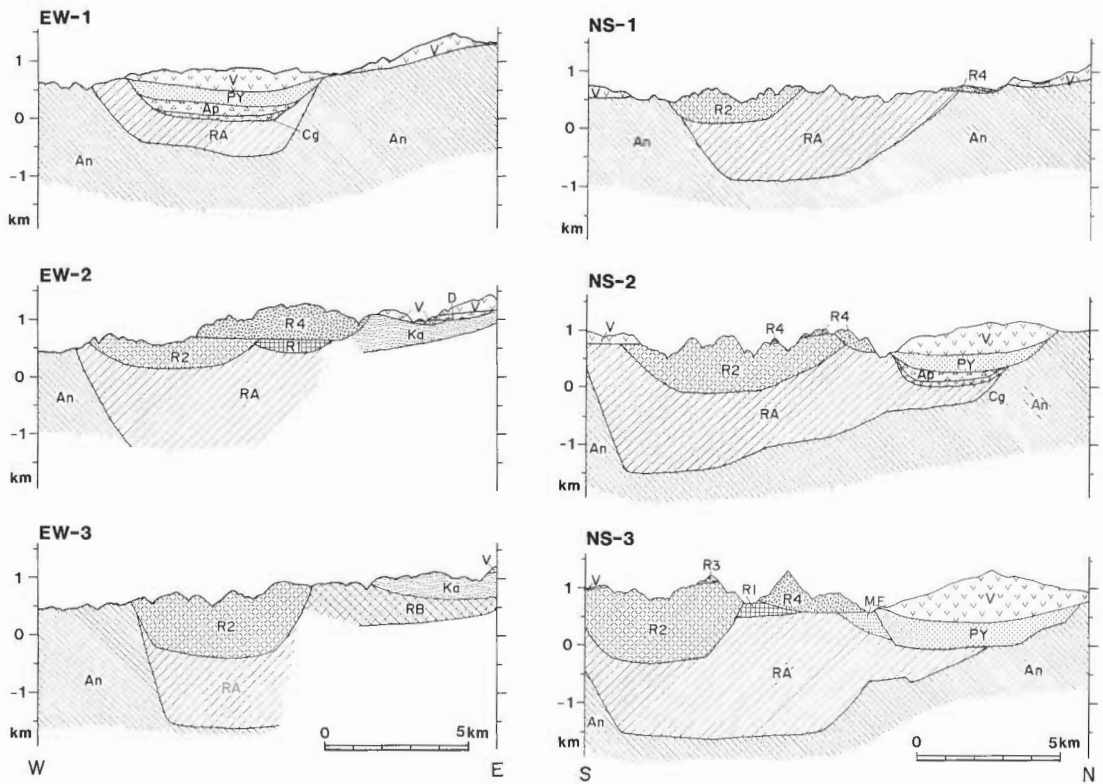 EW-1
1
0
-1
km
An
V
PY
Ap
RA
Cg
An
V
NS-1
1
0
-1
km
V
An
R2
RA
R4
An
V
EW-2
1
0
-1
km
An
R2
R4
R1
RA
V
D
V
Ka
NS-2
1
0
-1
km
V
An
R2
R4
R4
RA
V
PY
Ap
Cg
An
EW-3
1
0
-1
km
An
R2
RA
V
Ka
RB
0 5km
W E
NS-3
1
0
-1
km
V
An
R2
R3
R1
R4
MF
RA
V
PY
An
0 5km
S N